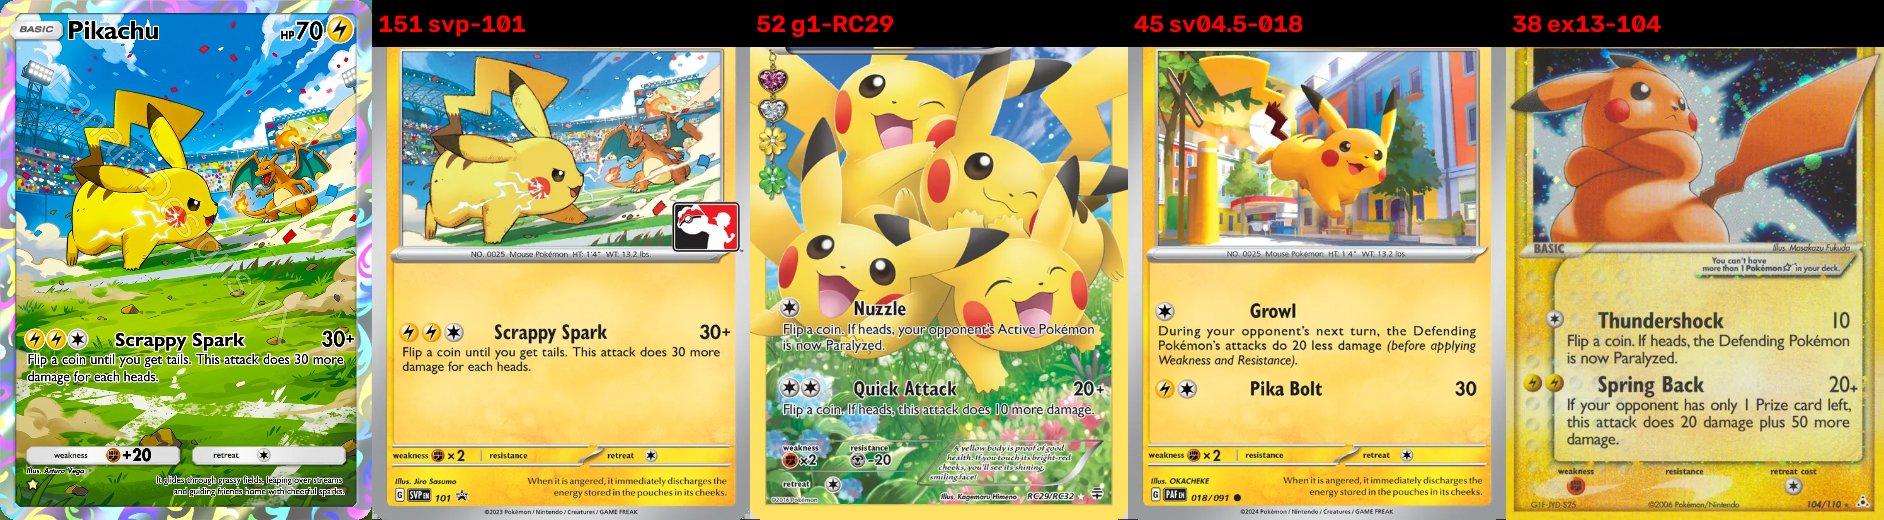 BASIC Pikachu HP70
Scrappy Spark 30+
Flip a coin until you get tails. This attack does 30 more
damage for each heads.
weakness +20 retreat
Illus. Asturo Vega
It glides through grassy fields, leaping over streams
and guiding friends home with cheerful sparks.
151 svp-101
NO. 0025 Mouse Pokémon HT: 1'4" WT: 13.2 lbs.
Scrappy Spark 30+
Flip a coin until you get tails. This attack does 30 more
damage for each heads.
weakness ×2 resistance retreat
Illus. Jiro Sasumo
When it is angered, it immediately discharges the
energy stored in the pouches in its cheeks.
G SVP EN 101
©2023 Pokémon / Nintendo / Creatures / GAME FREAK
52 g1-RC29
Nuzzle
Flip a coin. If heads, your opponent's Active Pokémon
is now Paralyzed.
Quick Attack 20+
Flip a coin. If heads, this attack does 10 more damage.
weakness resistance
×2 -20
retreat
A yellow body is proof of good
health. If you touch its bright-red
cheeks, you'll see its shining,
smiling face!
©2016 Pokémon Illus. Kagemaru Himeno RC29/RC32
45 sv04.5-018
NO. 0025 Mouse Pokémon HT: 1'4" WT: 13.2 lbs.
Growl
During your opponent's next turn, the Defending
Pokémon's attacks do 20 less damage (before applying
Weakness and Resistance).
Pika Bolt 30
weakness ×2 resistance retreat
Illus. OKACHEKE
When it is angered, it immediately discharges the
energy stored in the pouches in its cheeks.
G PAF EN 018/091
©2024 Pokémon / Nintendo / Creatures / GAME FREAK
38 ex13-104
BASIC Illus. Masakazu Fukuda
You can't have
more than 1 Pokémon in your deck.
Thundershock 10
Flip a coin. If heads, the Defending Pokémon
is now Paralyzed.
Spring Back 20+
If your opponent has only 1 Prize card left,
this attack does 20 damage plus 50 more
damage.
weakness resistance retreat cost
©2006 Pokémon/Nintendo 104/110